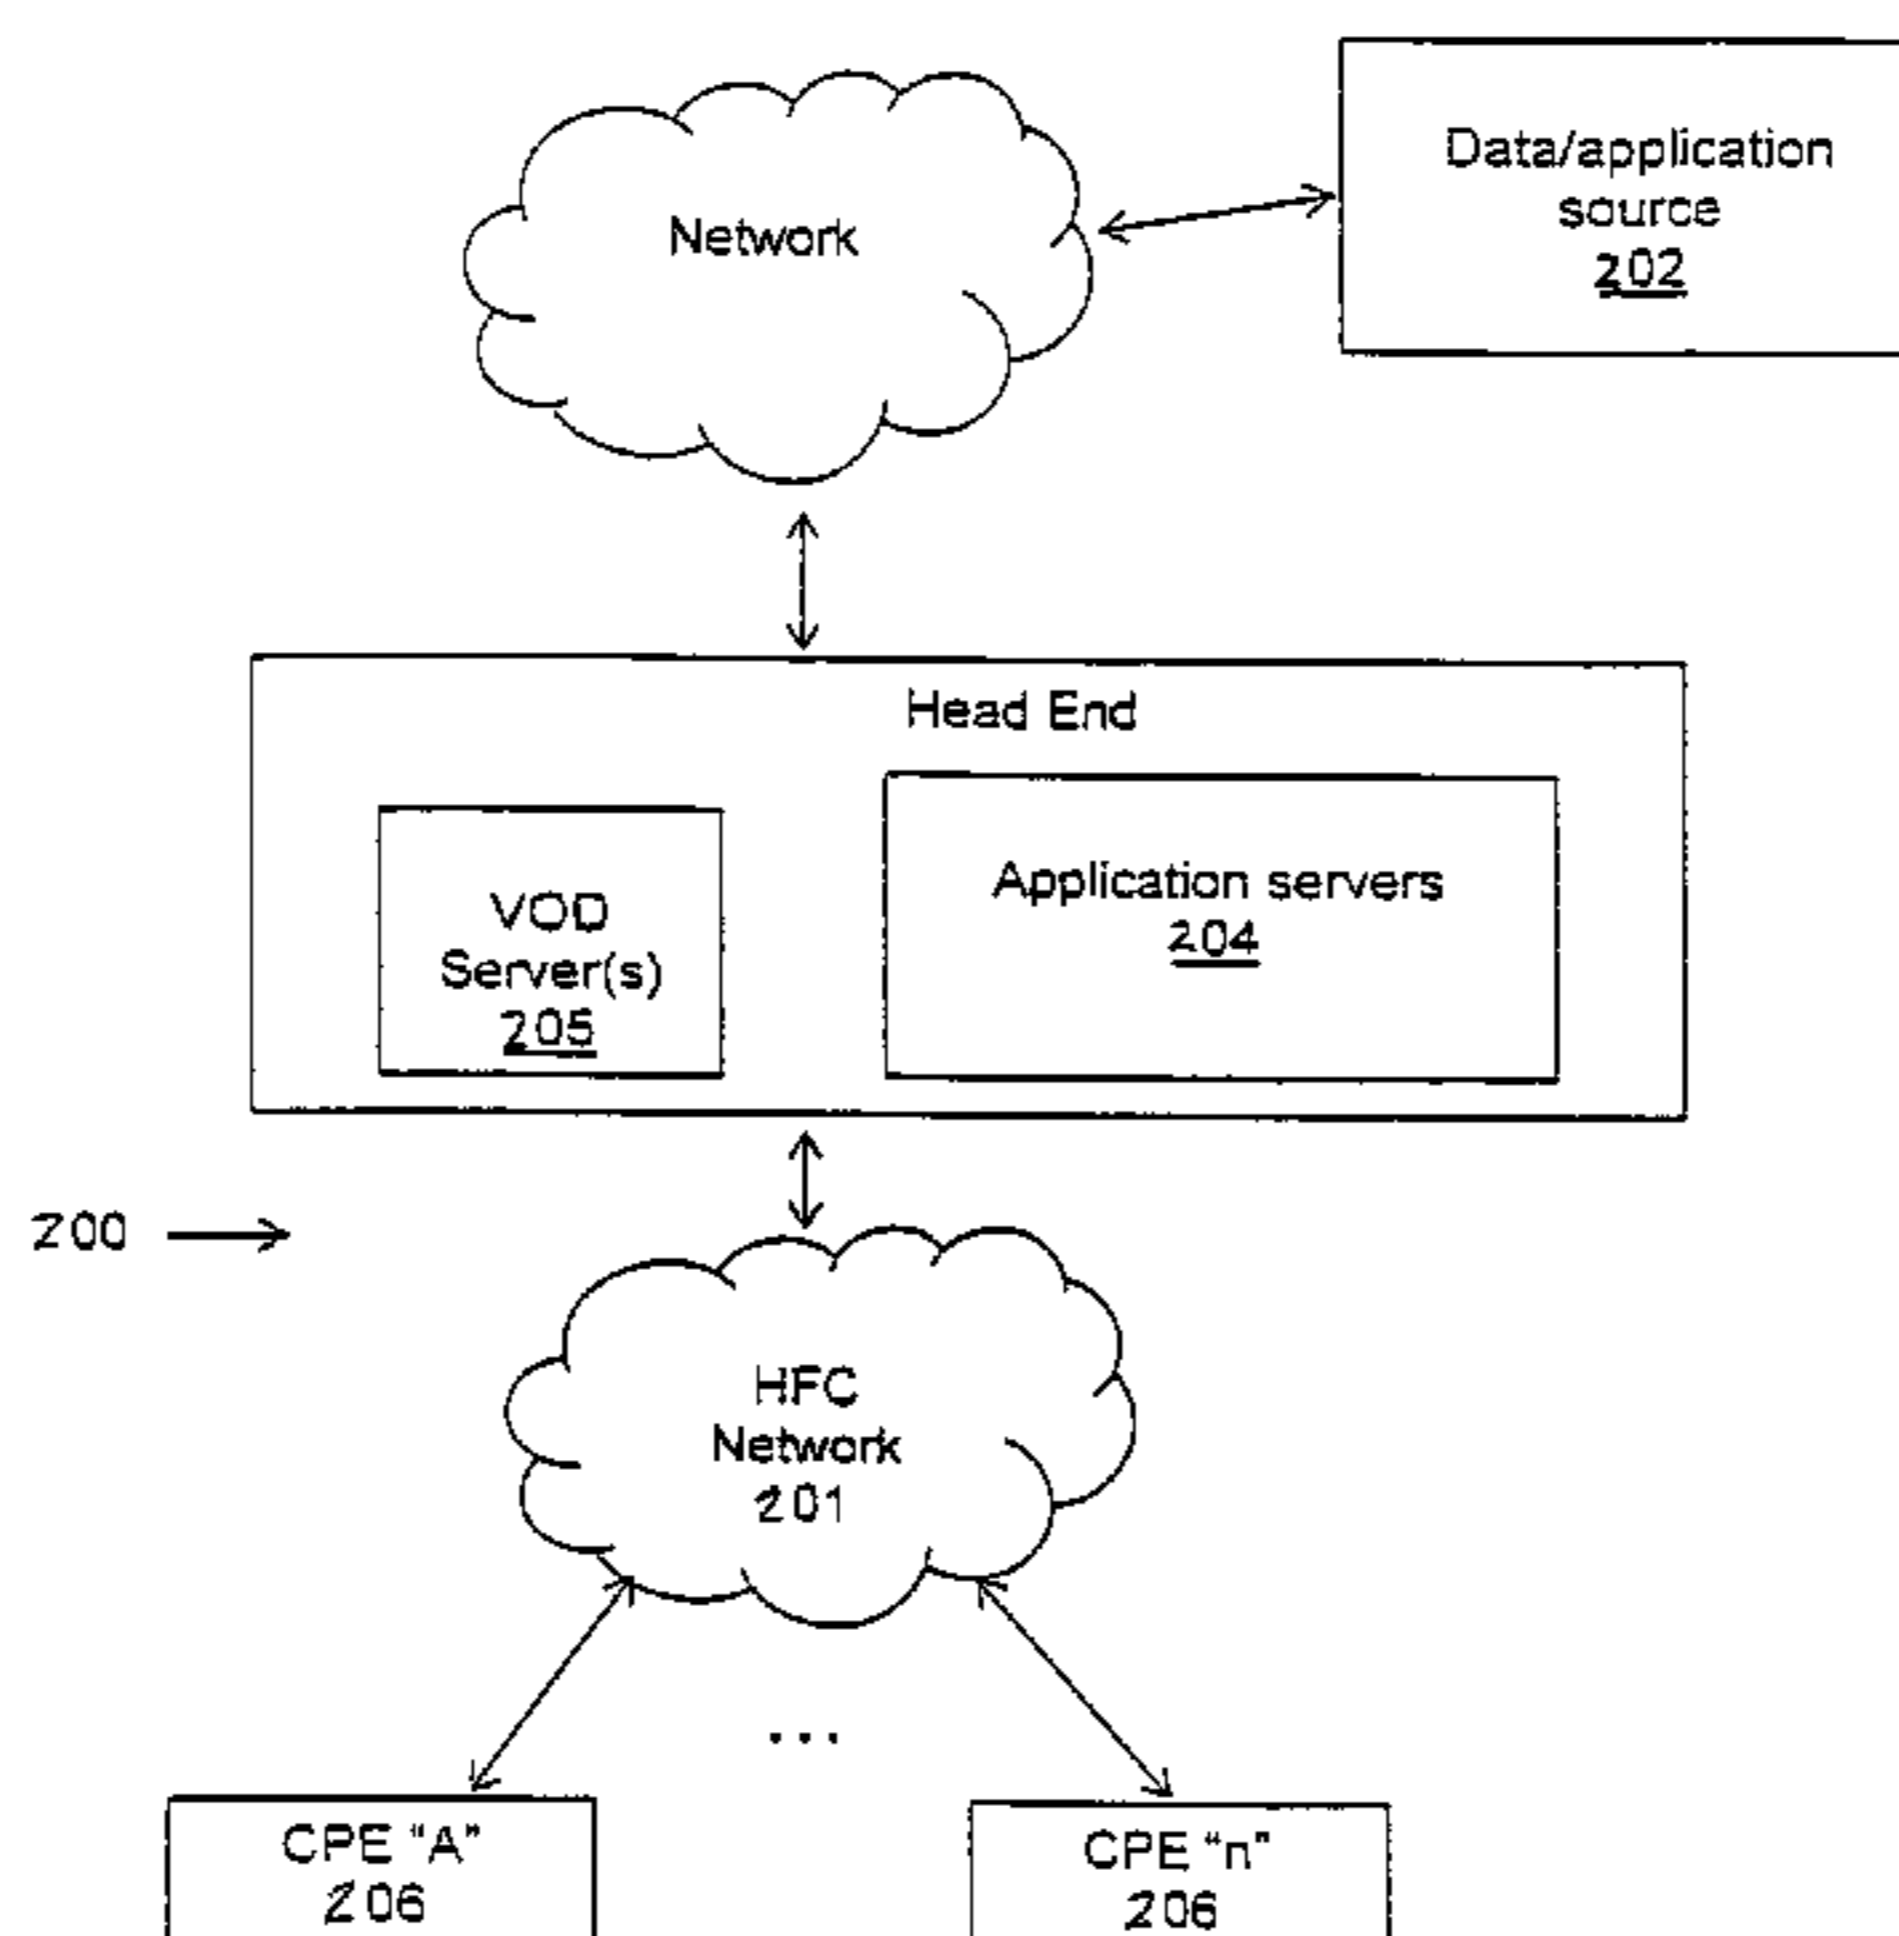 Data/application
source
202
Network
Head End
Application servers
204
VOD
Server(s)
205
200
HFC
Network
201
...
CPE "A"
206
CPE "n"
206